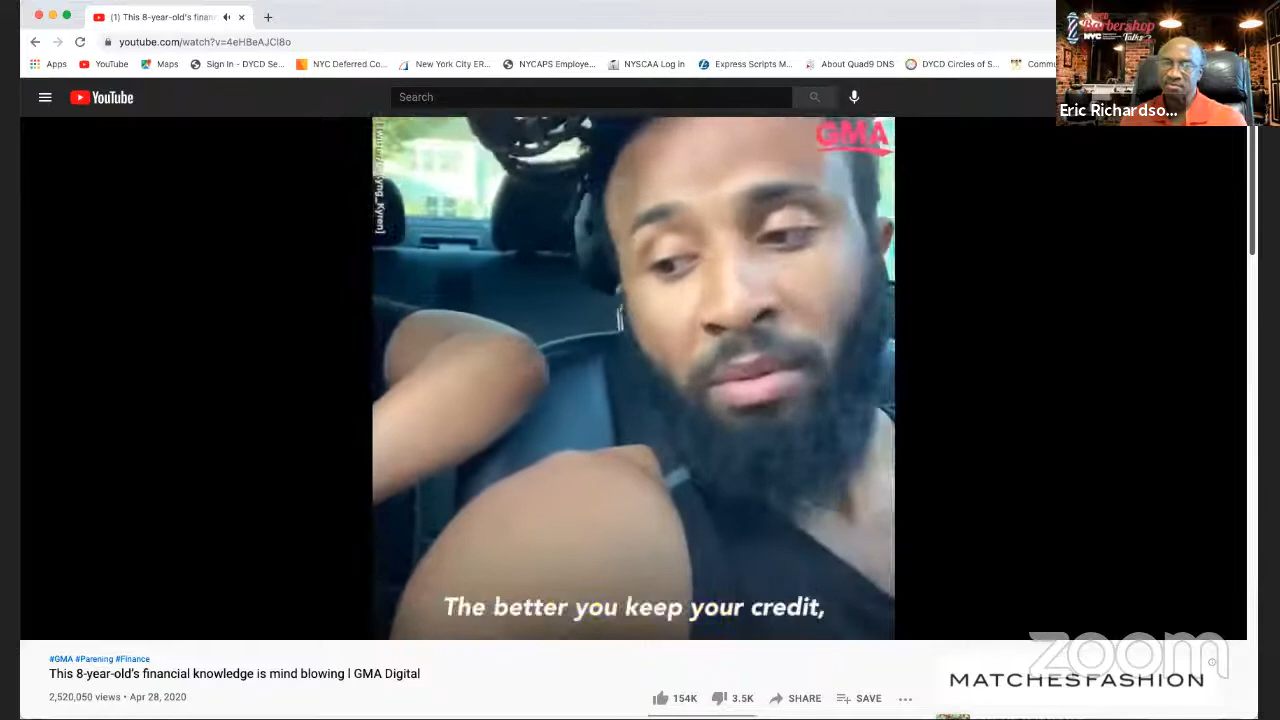 (1) This 8-year-old's finan
youtube.com/watch?v=4eHBeAJCl8o
Apps
YouTube
Maps
Sign In - DYCD Se...
NYC Deferred Co...
New York City ER...
NYCAPS Employe...
NYSCAA Log in
Express Scripts M...
About Quad9 DNS
DYCD Circles of S...
Commu
Barbershop
NYC
Talks
Eric Richardso...
YouTube
Search
GMA
The better you keep your credit,
#GMA #Parening #Finance
This 8-year-old's financial knowledge is mind blowing l GMA Digital
2,520,050 views • Apr 28, 2020
154K
3.5K
SHARE
SAVE
zoom
MATCHESFASHION